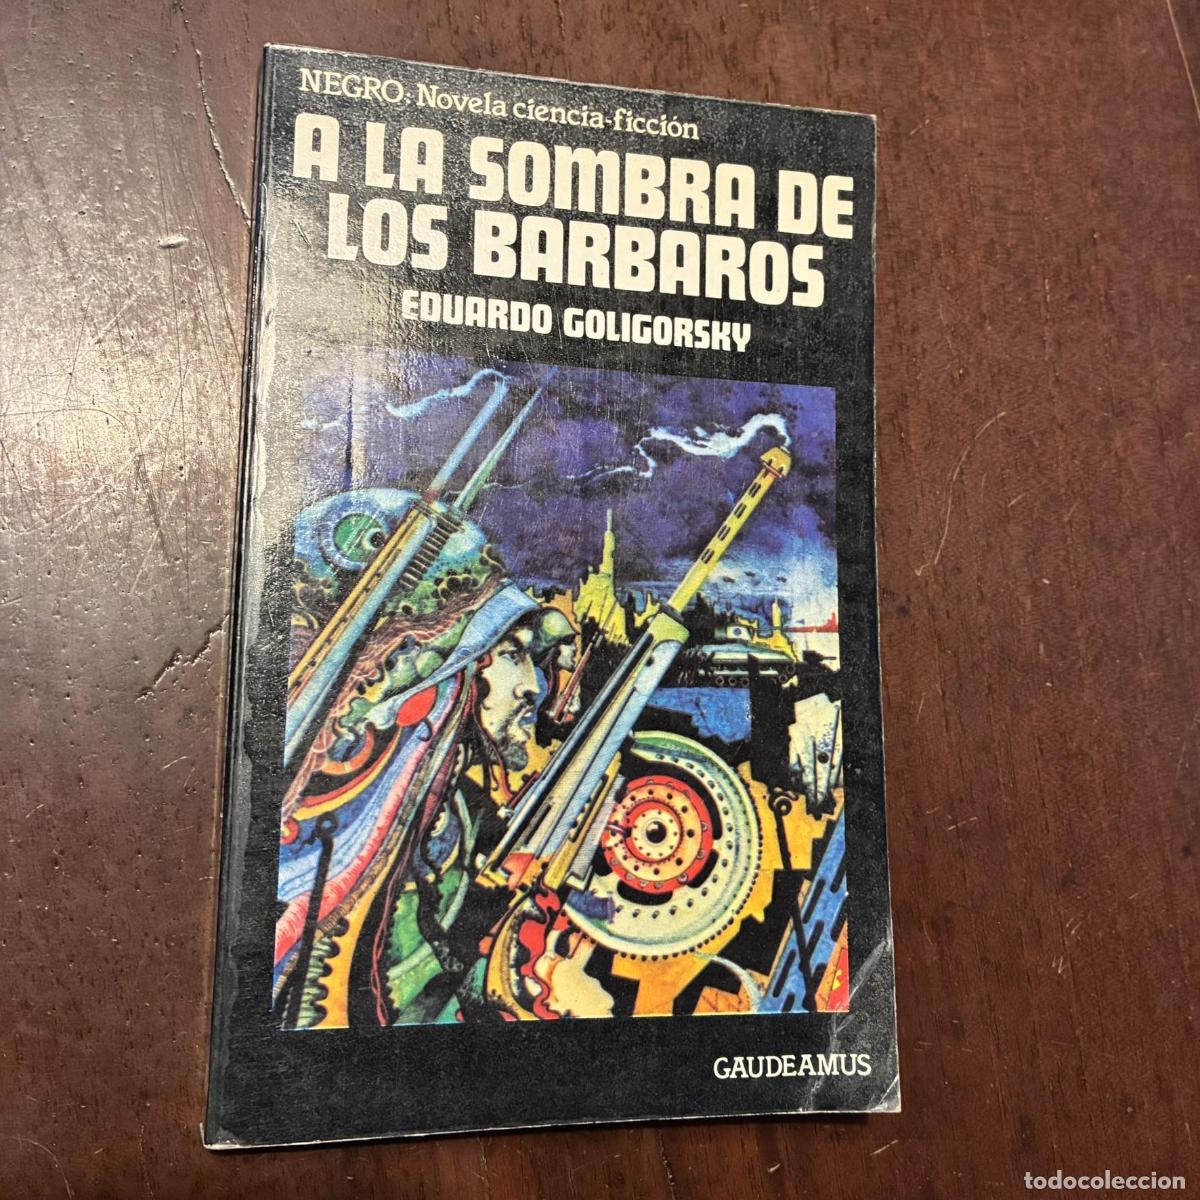 NEGRO: Novela ciencia-ficción
A LA SOMBRA DE
LOS BARBAROS
EDUARDO GOLIGORSKY
GAUDEAMUS
todocoleccion